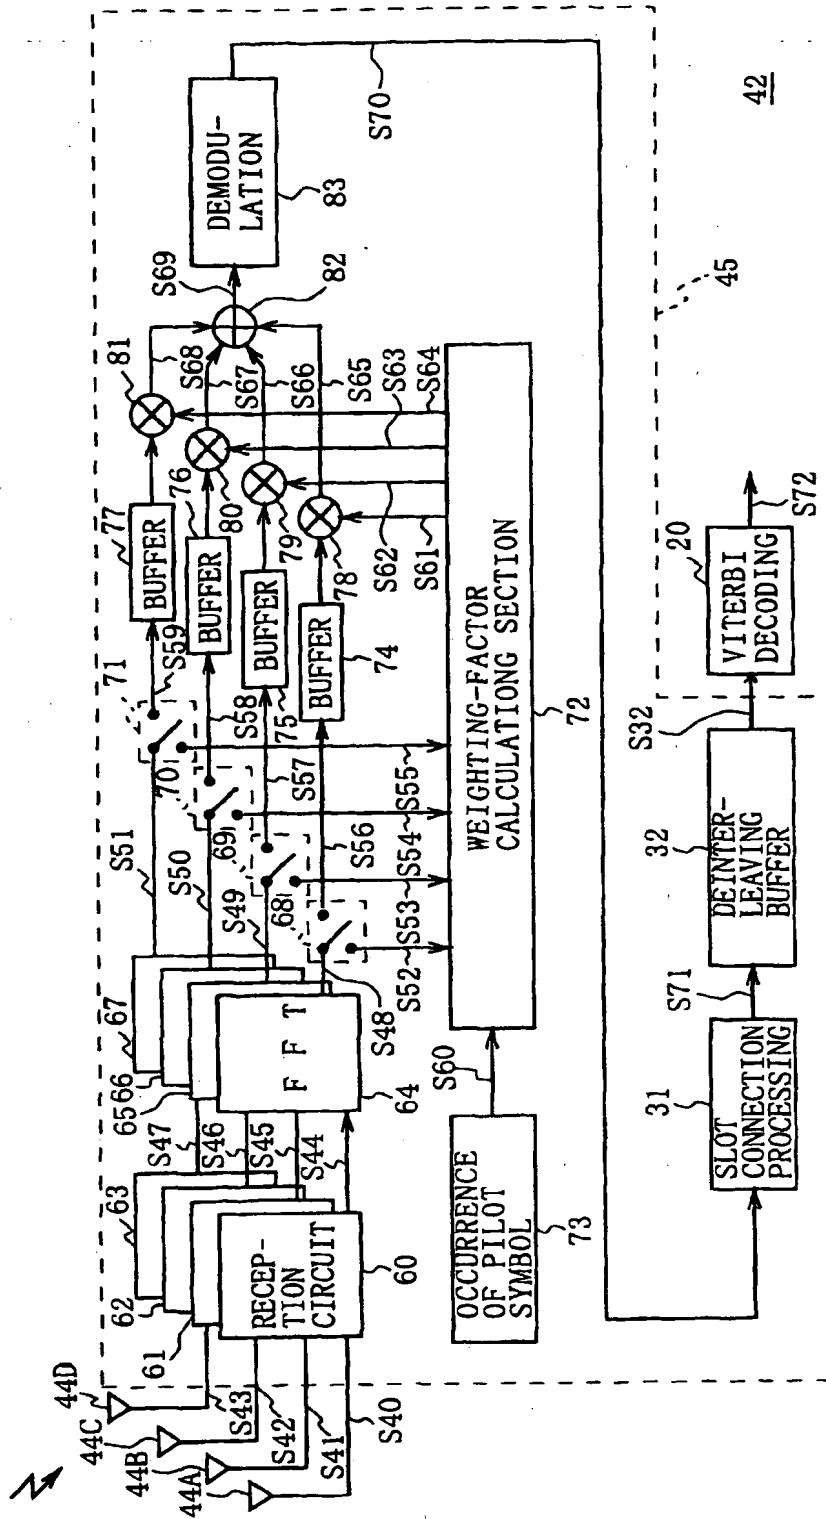 44D
44C
44B
44A
S43
S42
S41
S40
63
62
61
RECEP-
TION
CIRCUIT
60
S47
S46
S45
S44
67
66
65
F F T
64
S51
S50
S49
S48
71
70
69
68
S52
S53
S54
S55
S59
S58
S57
S56
77
BUFFER
76
BUFFER
BUFFER
75
BUFFER
74
81
80
79
78
S61
S62
S63
S64
S68
S67
S66
S65
S69
82
DEMODU-
LATION
83
S70
OCCURRENCE
OF PILOT
SYMBOL
73
S60
WEIGHTING-FACTOR
CALCULATIONG SECTION
72
45
42
31
SLOT
CONNECTION
PROCESSING
S71
32
DEINTER-
LEAVING
BUFFER
S32
20
VITERBI
DECODING
S72